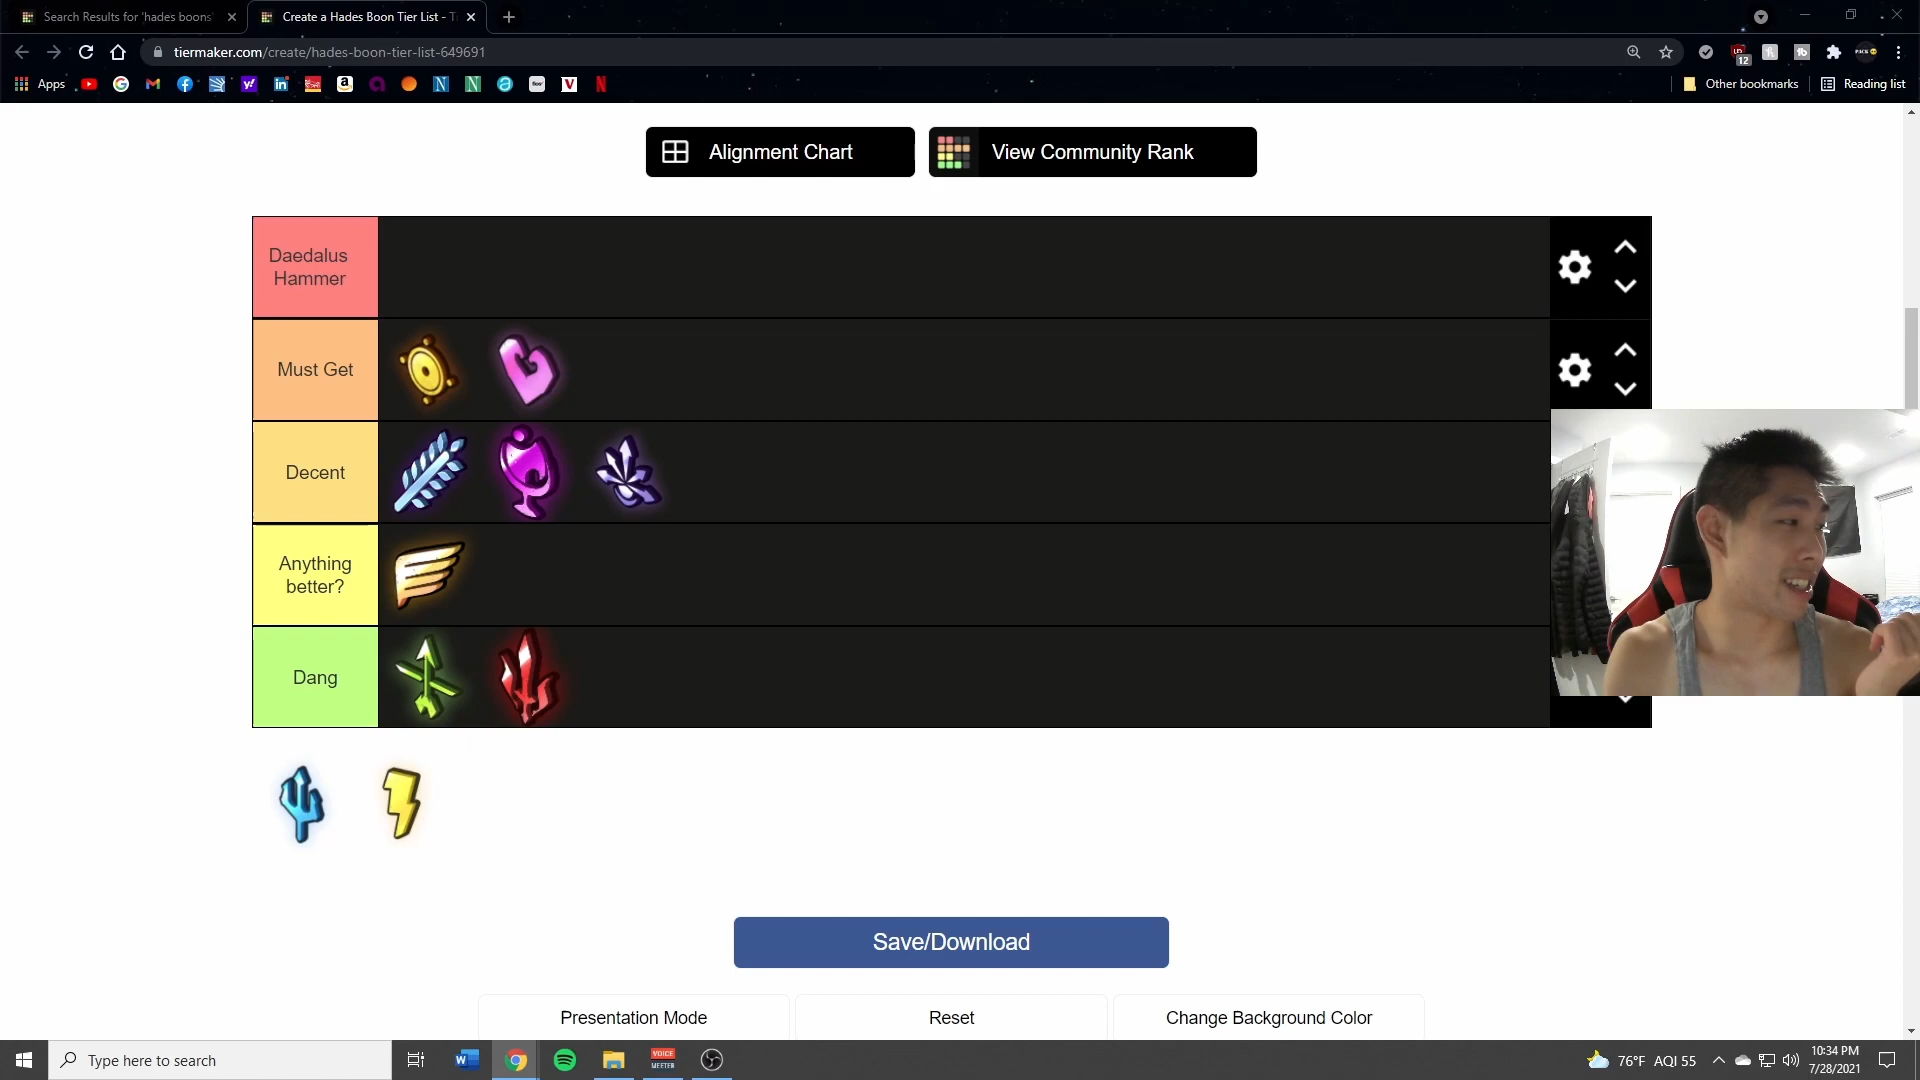 Search Results for 'hades boons'
Create a Hades Boon Tier List - T
tiermaker.com/create/hades-boon-tier-list-649691
12
Apps
Other bookmarks
Reading list
Alignment Chart
View Community Rank
Daedalus
Hammer
Must Get
Decent
Anything
better?
Dang
Save/Download
Presentation Mode
Reset
Change Background Color
Type here to search
VOICE
MEETER
76°F AQI 55
10:34 PM
7/28/2021